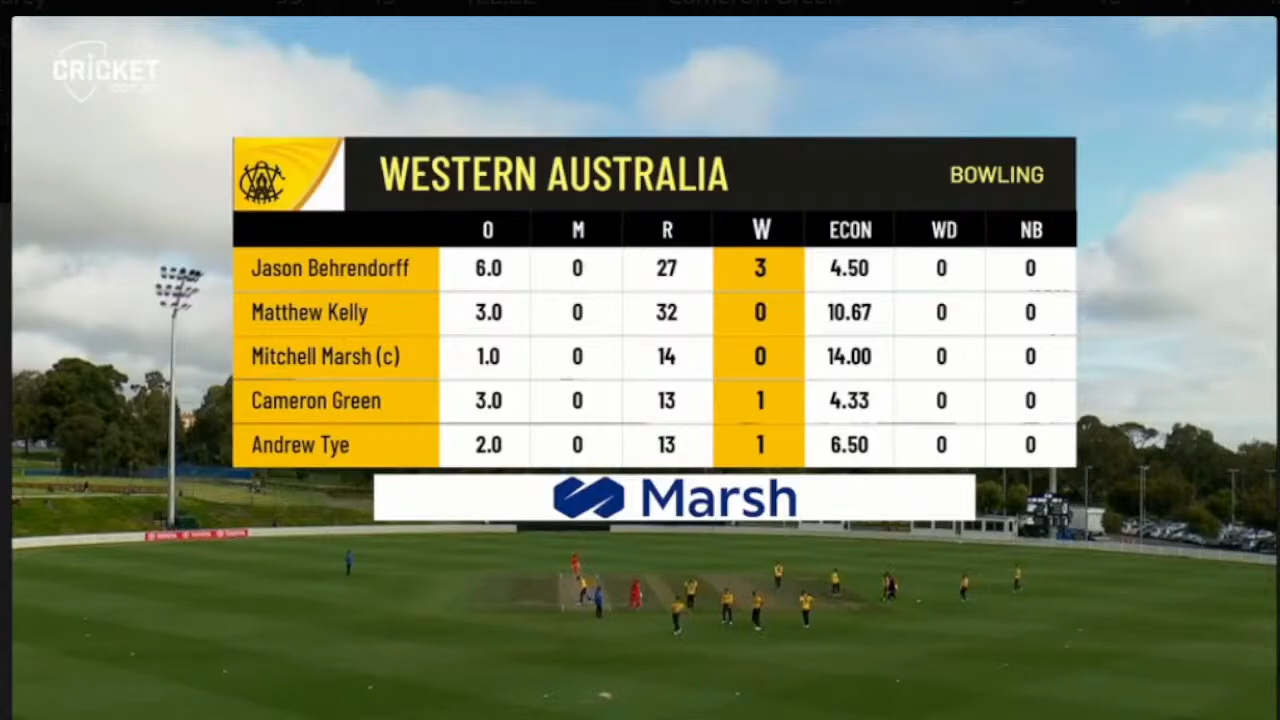 CRICKET
WESTERN AUSTRALIA BOWLING
O M R W ECON WD NB
Jason Behrendorff 6.0 0 27 3 4.50 0 0
Matthew Kelly 3.0 0 32 0 10.67 0 0
Mitchell Marsh (c) 1.0 0 14 0 14.00 0 0
Cameron Green 3.0 0 13 1 4.33 0 0
Andrew Tye 2.0 0 13 1 6.50 0 0
Marsh